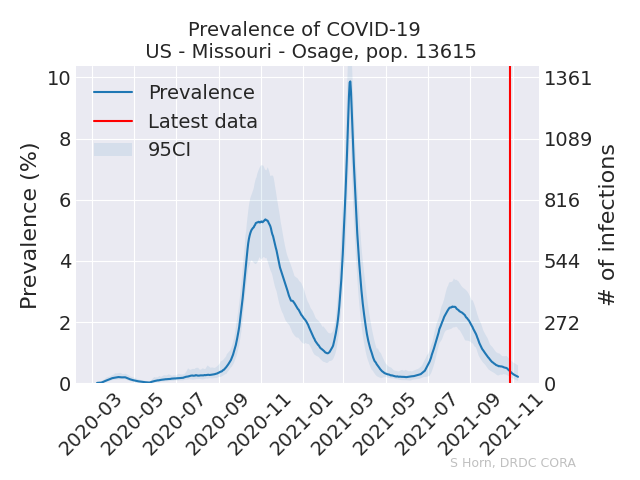 Prevalence of COVID-19
US - Missouri - Osage, pop. 13615
Prevalence
Latest data
95CI
Prevalence (%)
10
8
6
4
2
0
1361
1089
816
544
272
0
# of infections
2020-03
2020-05
2020-07
2020-09
2020-11
2021-01
2021-03
2021-05
2021-07
2021-09
2021-11
S Horn, DRDC CORA